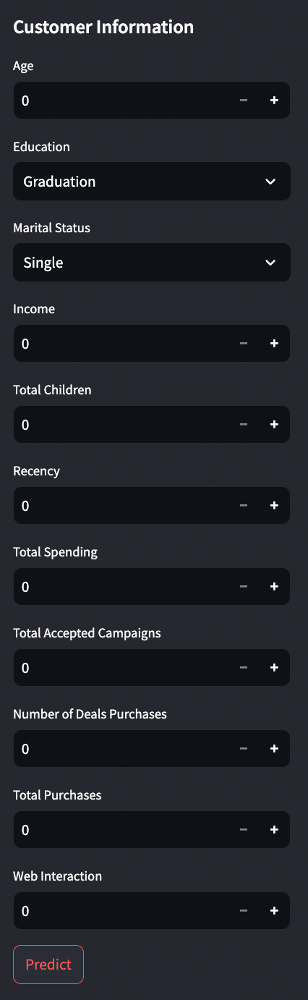 Customer Information
Age
0
Education
Graduation
Marital Status
Single
Income
0
Total Children
0
Recency
0
Total Spending
0
Total Accepted Campaigns
0
Number of Deals Purchases
0
Total Purchases
0
Web Interaction
0
Predict